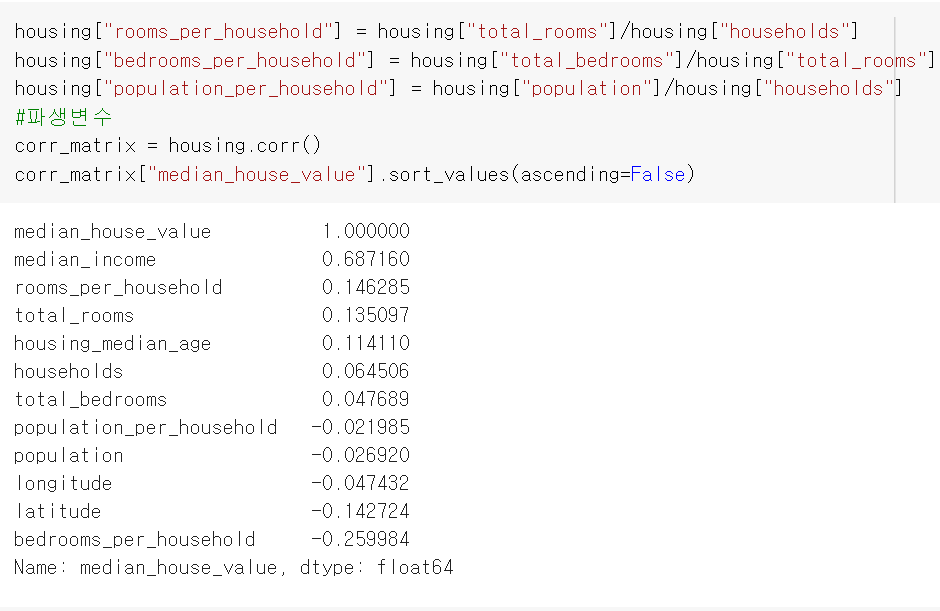 housing["rooms_per_household"] = housing["total_rooms"]/housing["households"]
housing["bedrooms_per_household"] = housing["total_bedrooms"]/housing["total_rooms"]
housing["population_per_household"] = housing["population"]/housing["households"]
#파생변수
corr_matrix = housing.corr()
corr_matrix["median_house_value"].sort_values(ascending=False)
median_house_value 1.000000
median_income 0.687160
rooms_per_household 0.146285
total_rooms 0.135097
housing_median_age 0.114110
households 0.064506
total_bedrooms 0.047689
population_per_household -0.021985
population -0.026920
longitude -0.047432
latitude -0.142724
bedrooms_per_household -0.259984
Name: median_house_value, dtype: float64